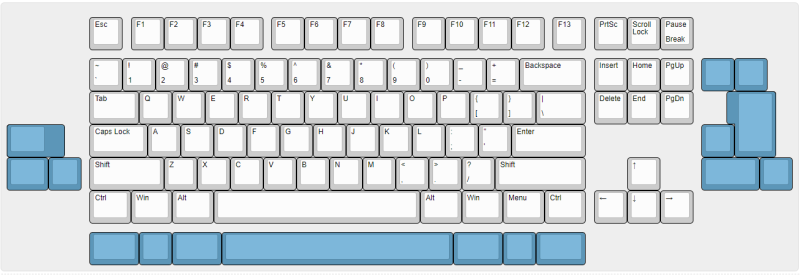 Esc F1 F2 F3 F4 F5 F6 F7 F8 F9 F10 F11 F12 F13 PrtSc Scroll Lock Pause Break
~ ! @ # $ % ^ & * ( ) _ + Backspace Insert Home PgUp
` 1 2 3 4 5 6 7 8 9 0 - =
Tab Q W E R T Y U I O P { } | Delete End PgDn
[ ] \
Caps Lock A S D F G H J K L : " Enter
; '
Shift Z X C V B N M < > ? Shift ↑
, . /
Ctrl Win Alt Alt Win Menu Ctrl ← ↓ →